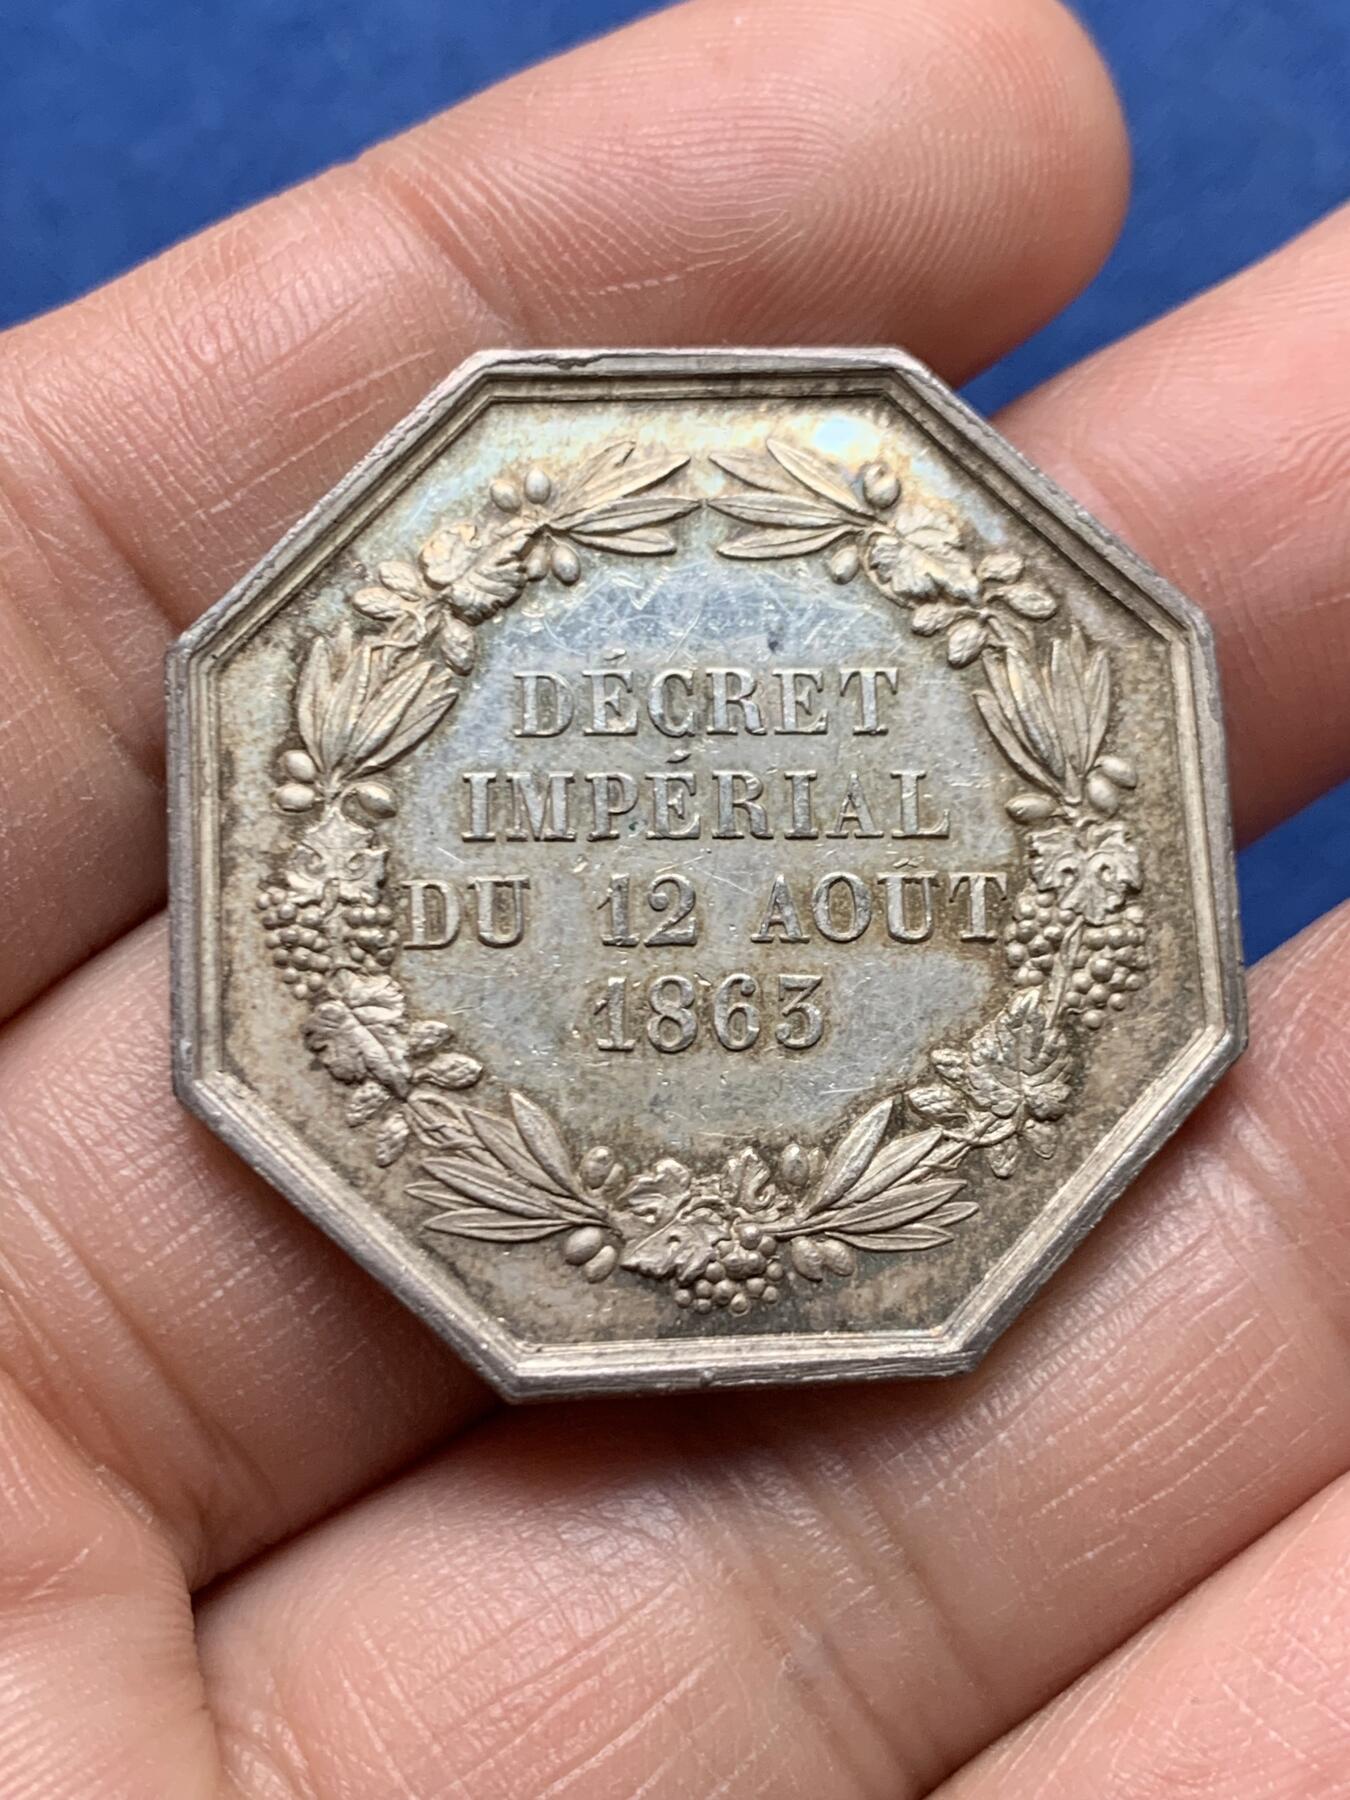 DÉCRET
IMPÉRIAL
DU 12 AOÛT
1863